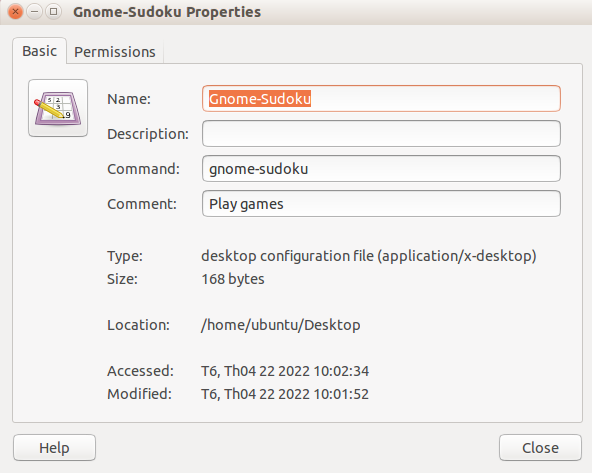 Gnome-Sudoku Properties
Basic Permissions
Name: Gnome-Sudoku
Description:
Command: gnome-sudoku
Comment: Play games
Type: desktop configuration file (application/x-desktop)
Size: 168 bytes
Location: /home/ubuntu/Desktop
Accessed: T6, Th04 22 2022 10:02:34
Modified: T6, Th04 22 2022 10:01:52
Help Close